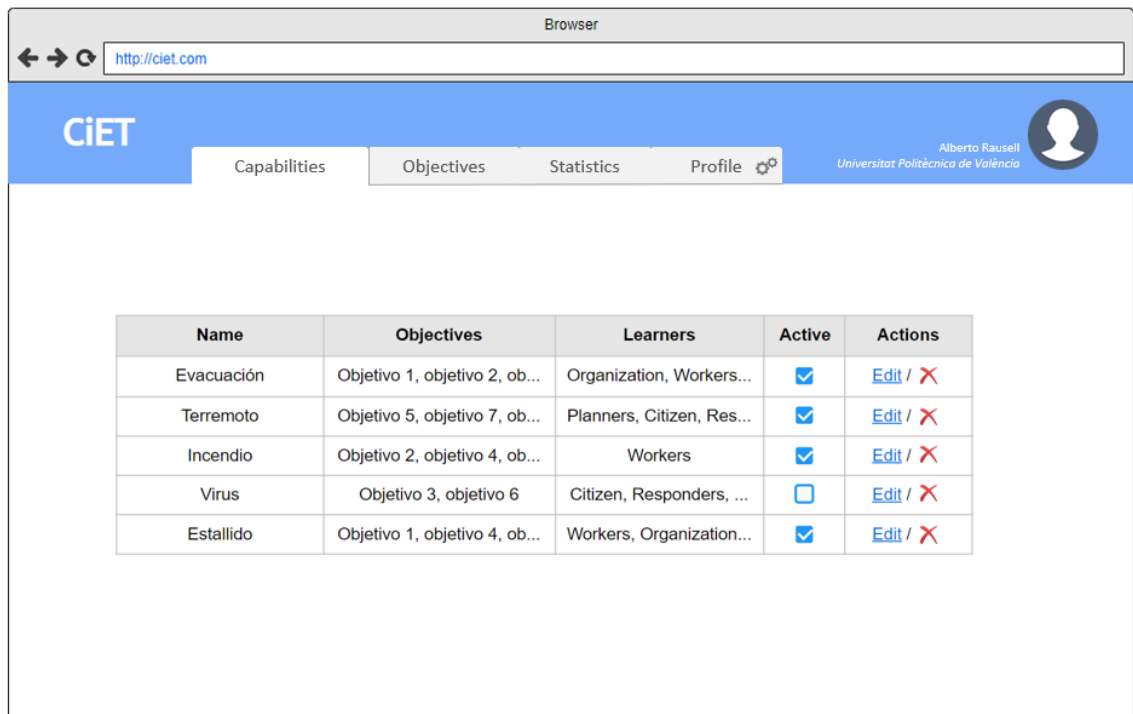 Browser
http://ciet.com
CiET
Alberto Rausell
Capabilities Objectives Statistics Profile
Universitat Politècnica de València
Name Objectives Learners Active Actions
Evacuación Objetivo 1, objetivo 2, ob... Organization, Workers... Edit /
Terremoto Objetivo 5, objetivo 7, ob... Planners, Citizen, Res... Edit /
Incendio Objetivo 2, objetivo 4, ob... Workers Edit /
Virus Objetivo 3, objetivo 6 Citizen, Responders, ... Edit /
Estallido Objetivo 1, objetivo 4, ob... Workers, Organization... Edit /